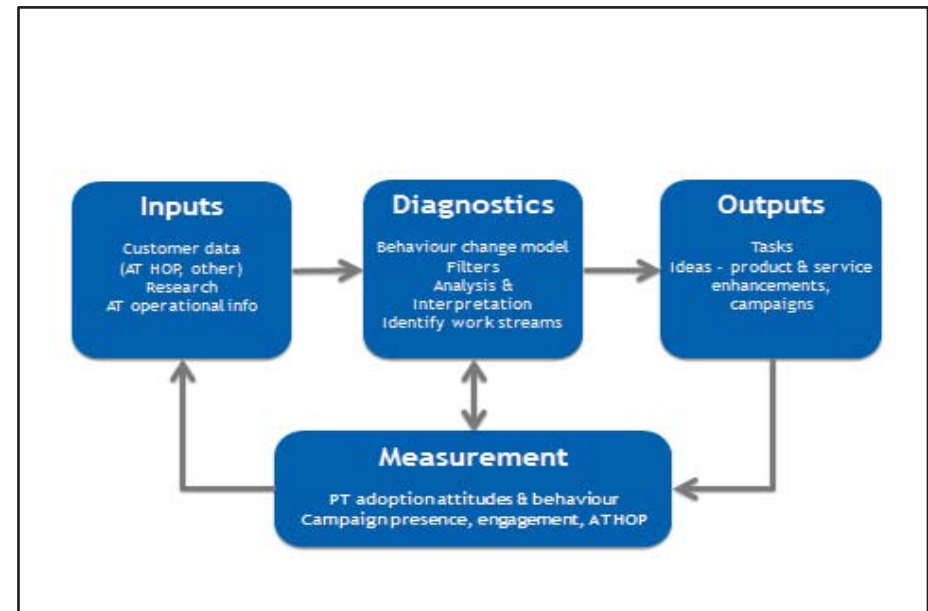 Inputs
Customer data
(AT HOP, other)
Research
AT operational info
Diagnostics
Behaviour change model
Filters
Analysis &
Interpretation
Identify work streams
Outputs
Tasks
Ideas - product & service
enhancements,
campaigns
Measurement
PT adoption attitudes & behaviour
Campaign presence, engagement, AT HOP